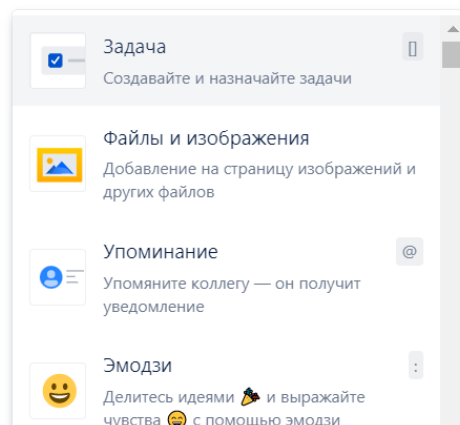 Задача []
Создавайте и назначайте задачи
Файлы и изображения
Добавление на страницу изображений и
других файлов
Упоминание @
Упомяните коллегу — он получит
уведомление
Эмодзи :
Делитесь идеями 🎉 и выражайте
чувства 😄 с помощью эмодзи